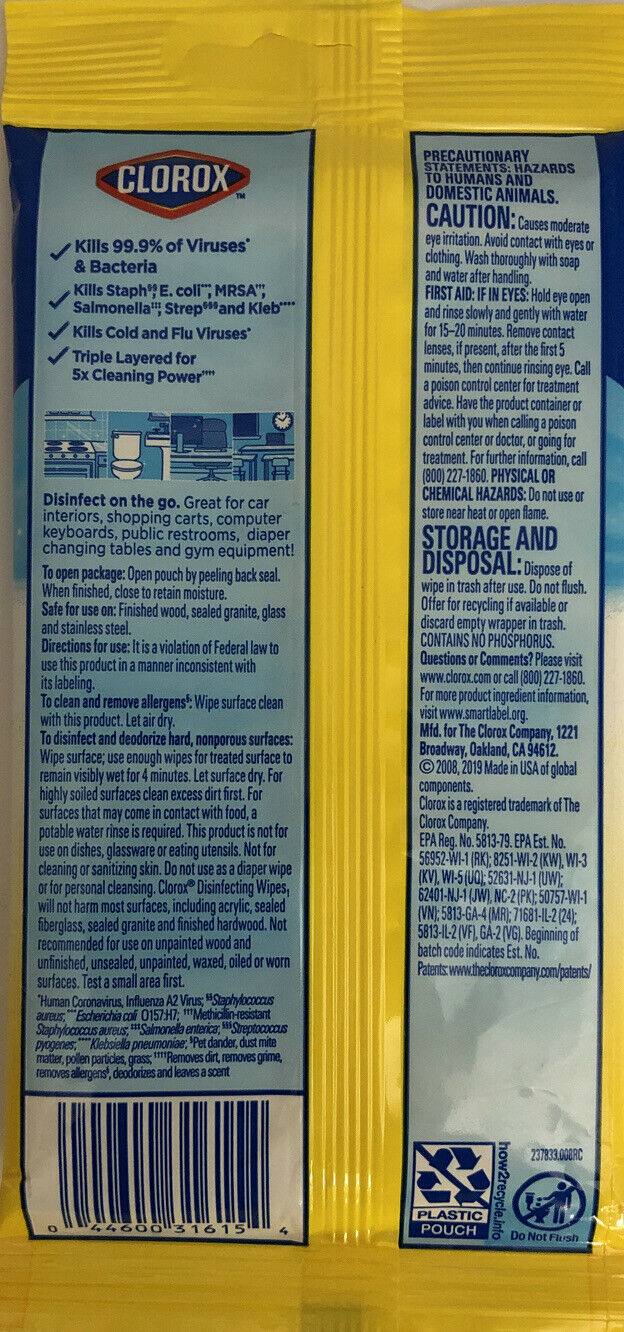 CLOROX
TM
Kills 99.9% of Viruses*
& Bacteria
Kills Staph§§, E. coli***, MRSA†††,
Salmonella‡‡‡, Strep§§§ and Kleb****
Kills Cold and Flu Viruses*
Triple Layered for
5x Cleaning Power††††
Disinfect on the go. Great for car
interiors, shopping carts, computer
keyboards, public restrooms, diaper
changing tables and gym equipment!
To open package: Open pouch by peeling back seal.
When finished, close to retain moisture.
Safe for use on: Finished wood, sealed granite, glass
and stainless steel.
Directions for use: It is a violation of Federal law to
use this product in a manner inconsistent with
its labeling.
To clean and remove allergens§: Wipe surface clean
with this product. Let air dry.
To disinfect and deodorize hard, nonporous surfaces:
Wipe surface; use enough wipes for treated surface to
remain visibly wet for 4 minutes. Let surface dry. For
highly soiled surfaces clean excess dirt first. For
surfaces that may come in contact with food, a
potable water rinse is required. This product is not for
use on dishes, glassware or eating utensils. Not for
cleaning or sanitizing skin. Do not use as a diaper wipe
or for personal cleansing. Clorox® Disinfecting Wipes,
will not harm most surfaces, including acrylic, sealed
fiberglass, sealed granite and finished hardwood. Not
recommended for use on unpainted wood and
unfinished, unsealed, unpainted, waxed, oiled or worn
surfaces. Test a small area first.
*Human Coronavirus, Influenza A2 Virus; §§Staphylococcus
aureus; ***Escherichia coli O157:H7; †††Methicillin-resistant
Staphylococcus aureus; ‡‡‡Salmonella enterica; §§§Streptococcus
pyogenes; ****Klebsiella pneumoniae; §Pet dander, dust mite
matter, pollen particles, grass; ††††Removes dirt, removes grime,
removes allergens§, deodorizes and leaves a scent
0 44600 31615 4
PRECAUTIONARY
STATEMENTS: HAZARDS
TO HUMANS AND
DOMESTIC ANIMALS.
CAUTION: Causes moderate
eye irritation. Avoid contact with eyes or
clothing. Wash thoroughly with soap
and water after handling.
FIRST AID: IF IN EYES: Hold eye open
and rinse slowly and gently with water
for 15–20 minutes. Remove contact
lenses, if present, after the first 5
minutes, then continue rinsing eye. Call
a poison control center for treatment
advice. Have the product container or
label with you when calling a poison
control center or doctor, or going for
treatment. For further information, call
(800) 227-1860. PHYSICAL OR
CHEMICAL HAZARDS: Do not use or
store near heat or open flame.
STORAGE AND
DISPOSAL: Dispose of
wipe in trash after use. Do not flush.
Offer for recycling if available or
discard empty wrapper in trash.
CONTAINS NO PHOSPHORUS.
Questions or Comments? Please visit
www.clorox.com or call (800) 227-1860.
For more product ingredient information,
visit www.smartlabel.org.
Mfd. for The Clorox Company, 1221
Broadway, Oakland, CA 94612.
© 2008, 2019 Made in USA of global
components.
Clorox is a registered trademark of The
Clorox Company.
EPA Reg. No. 5813-79. EPA Est. No.
56952-WI-1 (RK); 8251-WI-2 (KW), WI-3
(KV), WI-5 (UQ); 52631-NJ-1 (UW);
62401-NJ-1 (JW), NC-2 (PK); 50757-WI-1
(VN); 5813-GA-4 (MR); 71681-IL-2 (24);
5813-IL-2 (VF), GA-2 (VG). Beginning of
batch code indicates Est. No.
Patents: www.thecloroxcompany.com/patents/
PLASTIC
POUCH
how2recycle.info
237833.008RC
Do Not Flush